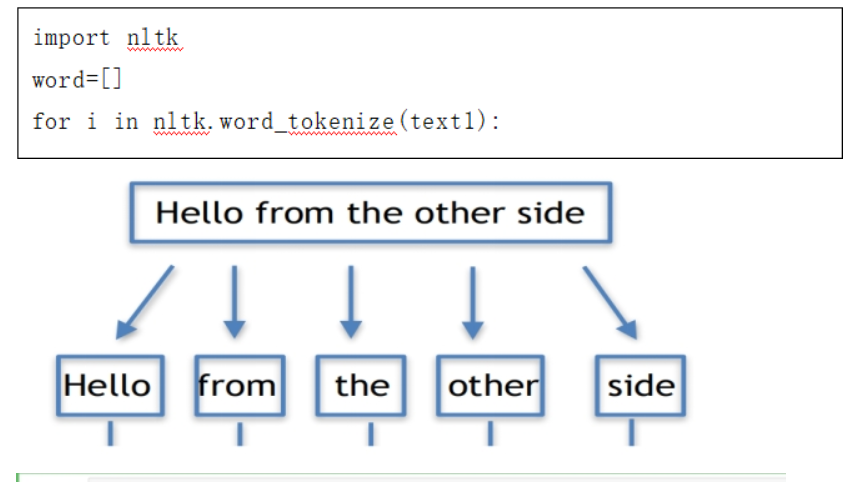 import nltk
word=[]
for i in nltk.word_tokenize(text1):
Hello from the other side
Hello from the other side